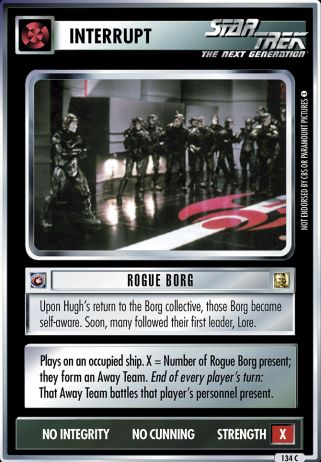 INTERRUPT
STAR TREK
THE NEXT GENERATION
NOT ENDORSED BY CBS OR PARAMOUNT PICTURES
ROGUE BORG
Upon Hugh's return to the Borg collective, those Borg became
self-aware. Soon, many followed their first leader, Lore.
Plays on an occupied ship. X = Number of Rogue Borg present;
they form an Away Team. End of every player's turn:
That Away Team battles that player's personnel present.
NO INTEGRITY NO CUNNING STRENGTH X
134 C